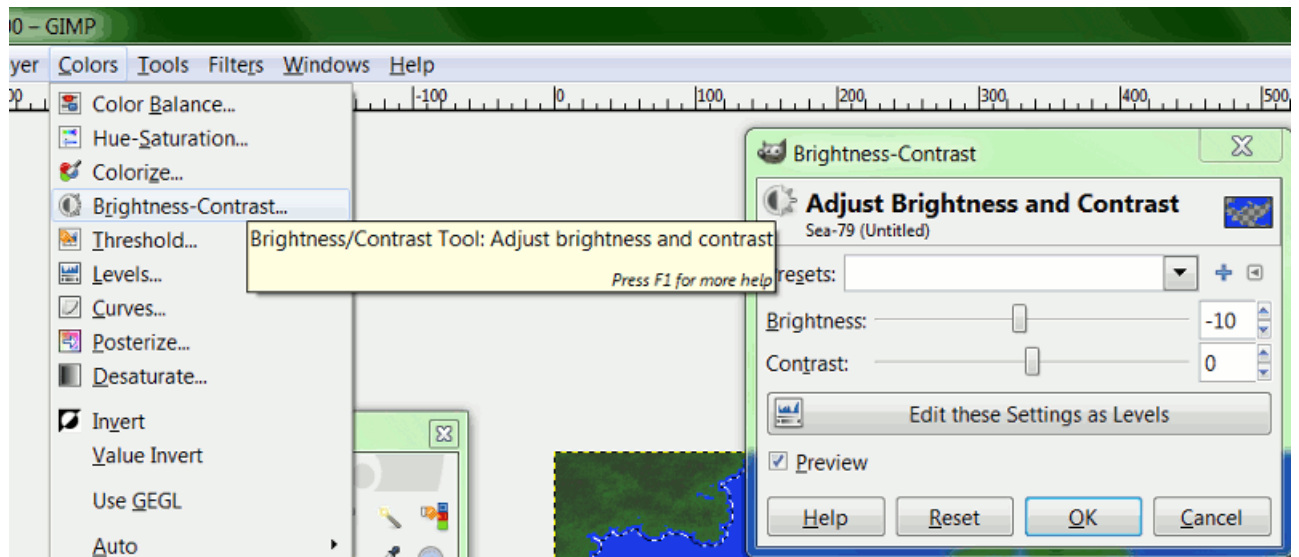 00 – GIMP
yer Colors Tools Filters Windows Help
00 -100 0 100 200 300 400 500
Color Balance...
Hue-Saturation...
Colorize...
Brightness-Contrast...
Threshold...
Levels...
Curves...
Posterize...
Desaturate...
Invert
Value Invert
Use GEGL
Auto
Brightness/Contrast Tool: Adjust brightness and contrast
Press F1 for more help
Brightness-Contrast
Adjust Brightness and Contrast
Sea-79 (Untitled)
resets:
Brightness: -10
Contrast: 0
Edit these Settings as Levels
Preview
Help Reset OK Cancel